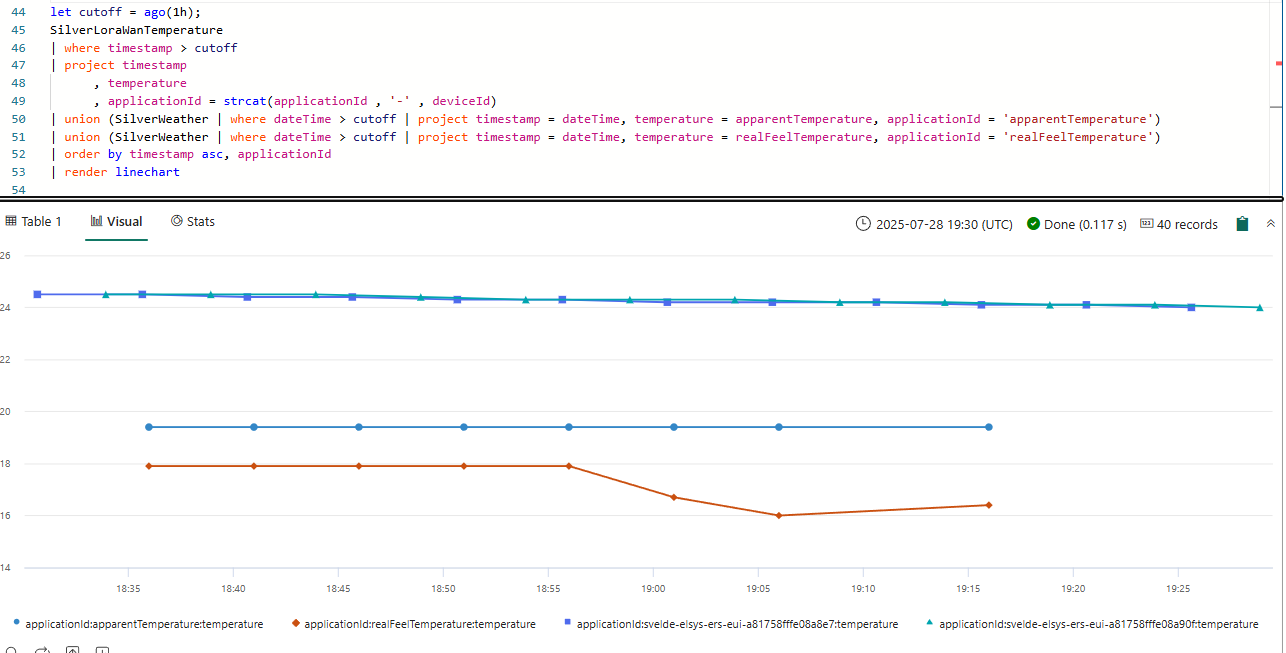 44 let cutoff = ago(1h);
45 SilverLoraWanTemperature
46 | where timestamp > cutoff
47 | project timestamp
48 , temperature
49 , applicationId = strcat(applicationId , '-' , deviceId)
50 | union (SilverWeather | where dateTime > cutoff | project timestamp = dateTime, temperature = apparentTemperature, applicationId = 'apparentTemperature')
51 | union (SilverWeather | where dateTime > cutoff | project timestamp = dateTime, temperature = realFeelTemperature, applicationId = 'realFeelTemperature')
52 | order by timestamp asc, applicationId
53 | render linechart
54
Table 1 Visual Stats 2025-07-28 19:30 (UTC) Done (0.117 s) 123 40 records
26
24
22
20
18
16
14
18:35 18:40 18:45 18:50 18:55 19:00 19:05 19:10 19:15 19:20 19:25
applicationId:apparentTemperature:temperature applicationId:realFeelTemperature:temperature applicationId:svelde-elsys-ers-eui-a81758fffe08a8e7:temperature applicationId:svelde-elsys-ers-eui-a81758fffe08a90f:temperature